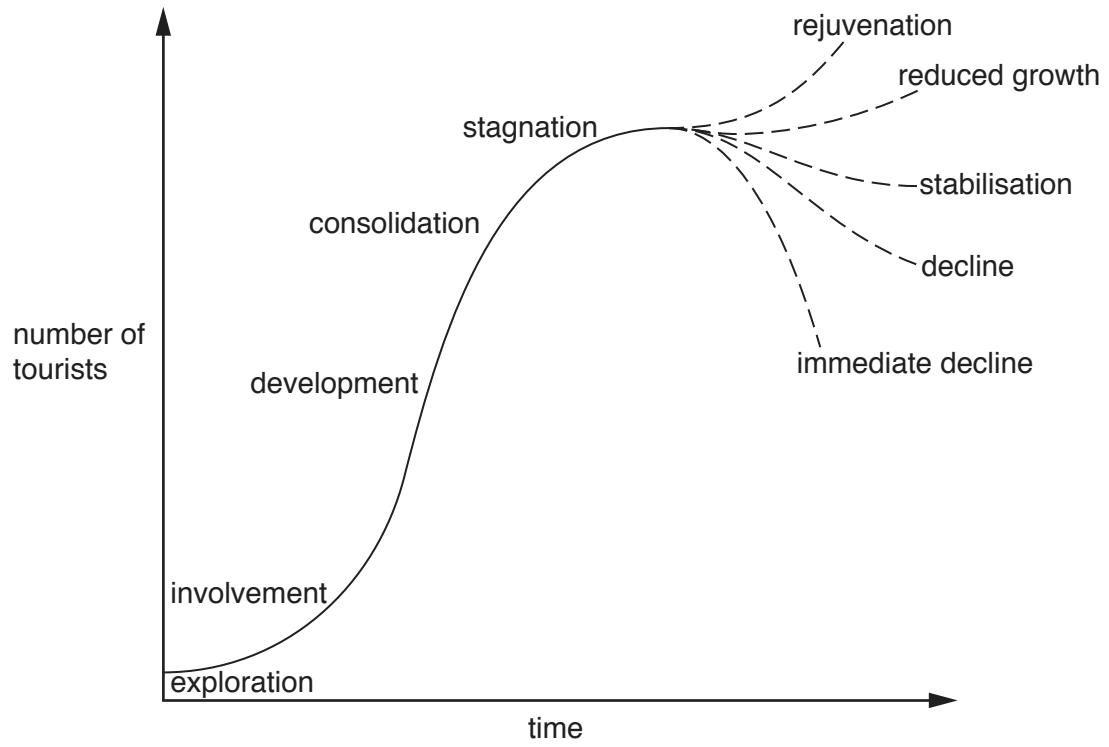 rejuvenation
reduced growth
stagnation
stabilisation
consolidation
decline
number of
tourists
immediate decline
development
involvement
exploration
time